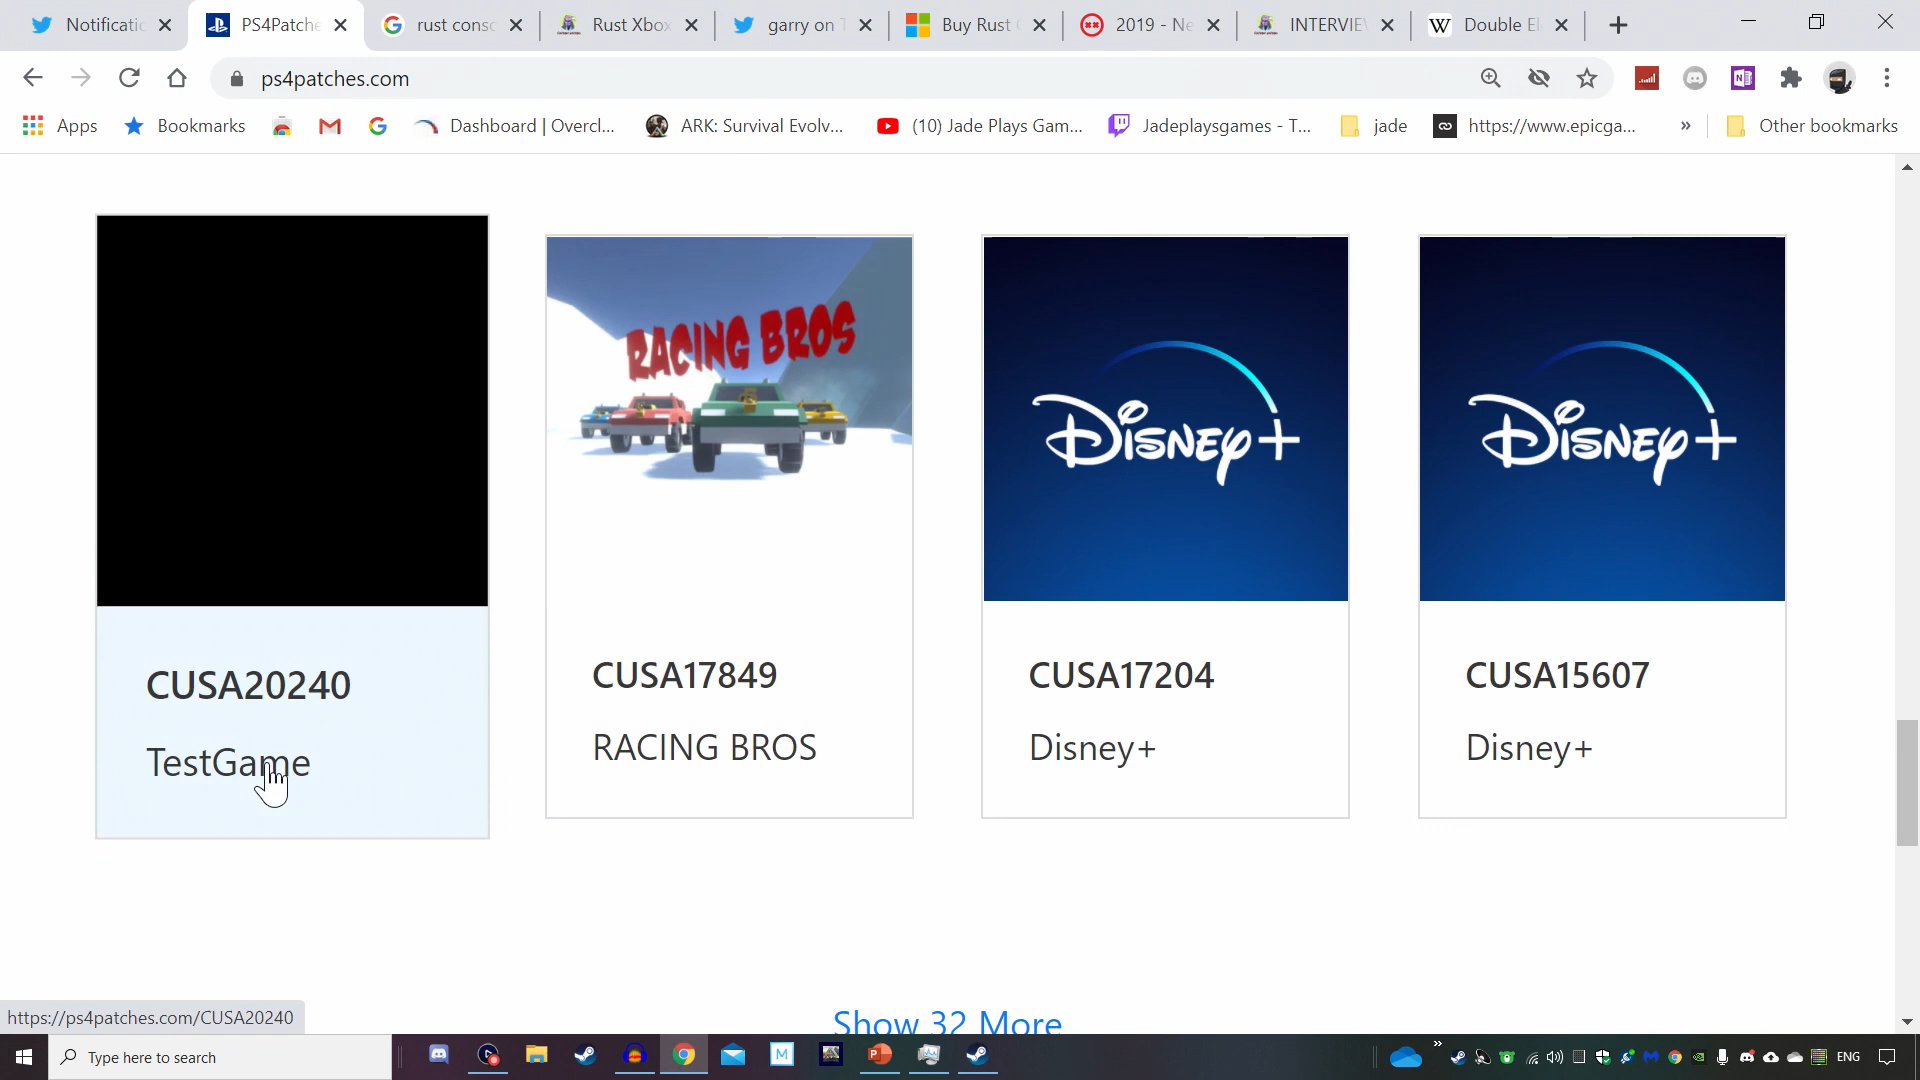 Notificatic
PS4Patche
rust consc
Rust Xbox
garry on T
Buy Rust C
2019 - Ne
INTERVIEW
Double El
ps4patches.com
Apps
Bookmarks
Dashboard | Overcl...
ARK: Survival Evolv...
(10) Jade Plays Gam...
Jadeplaysgames - T...
jade
https://www.epicga...
»
Other bookmarks
RACING BROS
DISNEY+
DISNEY+
CUSA20240
TestGame
CUSA17849
RACING BROS
CUSA17204
Disney+
CUSA15607
Disney+
Show 32 More
https://ps4patches.com/CUSA20240
Type here to search
ENG